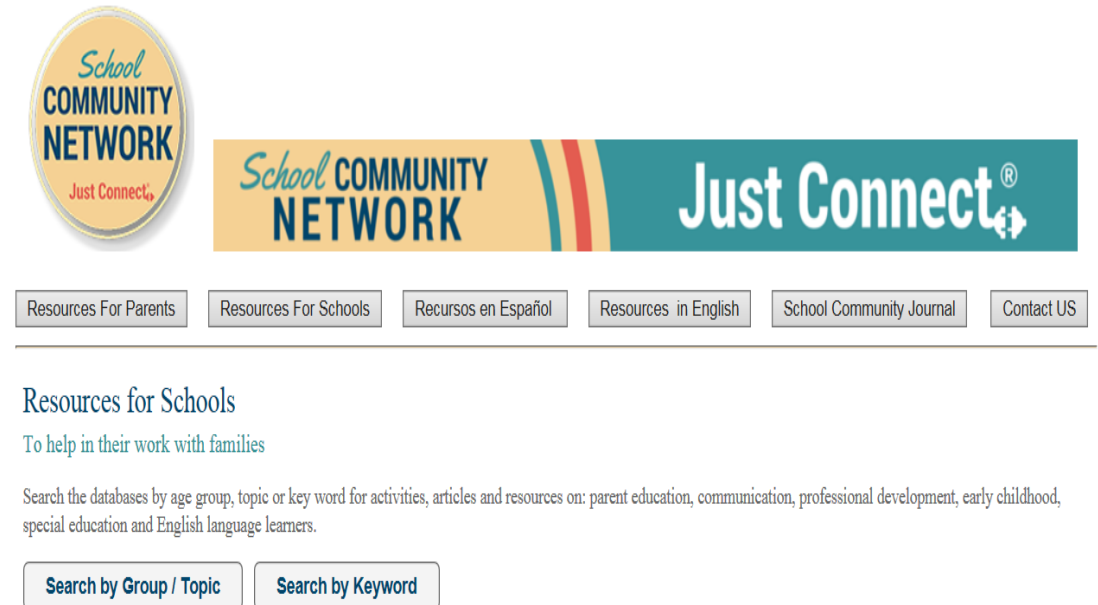 School
COMMUNITY
NETWORK
Just Connect
School COMMUNITY
NETWORK
Just Connect®
Resources For Parents
Resources For Schools
Recursos en Español
Resources in English
School Community Journal
Contact US
Resources for Schools
To help in their work with families
Search the databases by age group, topic or key word for activities, articles and resources on: parent education, communication, professional development, early childhood,
special education and English language learners.
Search by Group / Topic
Search by Keyword